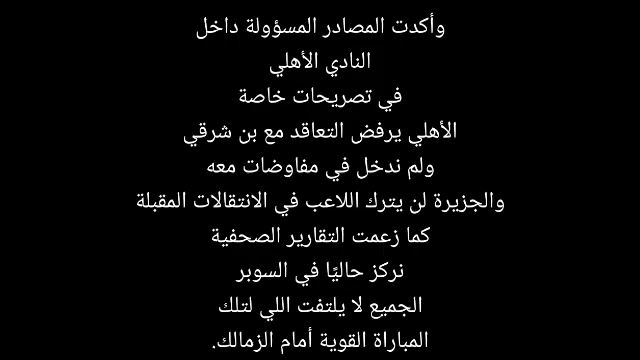 وأكدت المصادر المسؤولة داخل
النادي الأهلي
في تصريحات خاصة
الأهلي يرفض التعاقد مع بن شرقي
ولم ندخل في مفاوضات معه
والجزيرة لن يترك اللاعب في الانتقالات المقبلة
كما زعمت التقارير الصحفية
نركز حاليًا في السوبر
الجميع لا يلتفت اللي لتلك
المباراة القوية أمام الزمالك.